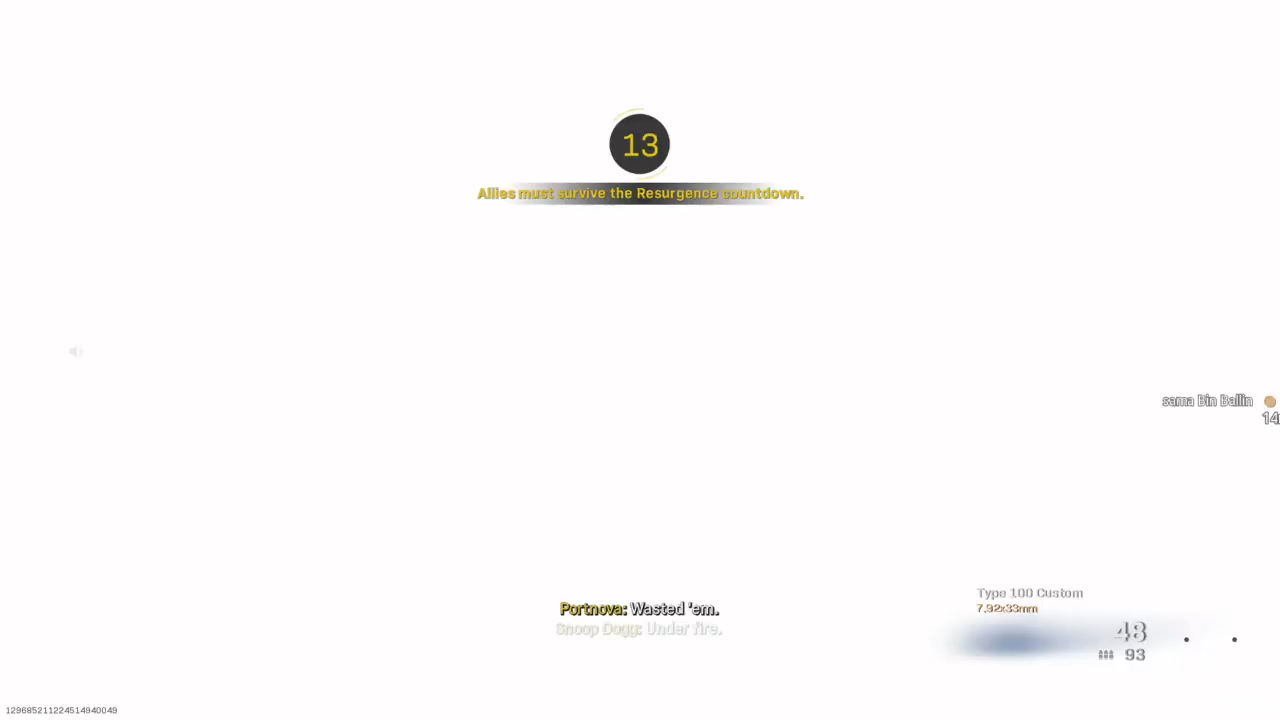 13
Allies must survive the Resurgence countdown.
sama Bin Ballin
14
Portnova: Wasted 'em.
Snoop Dogg: Under fire.
Type 100 Custom
7.92x33mm
48
93
129685211224514940049